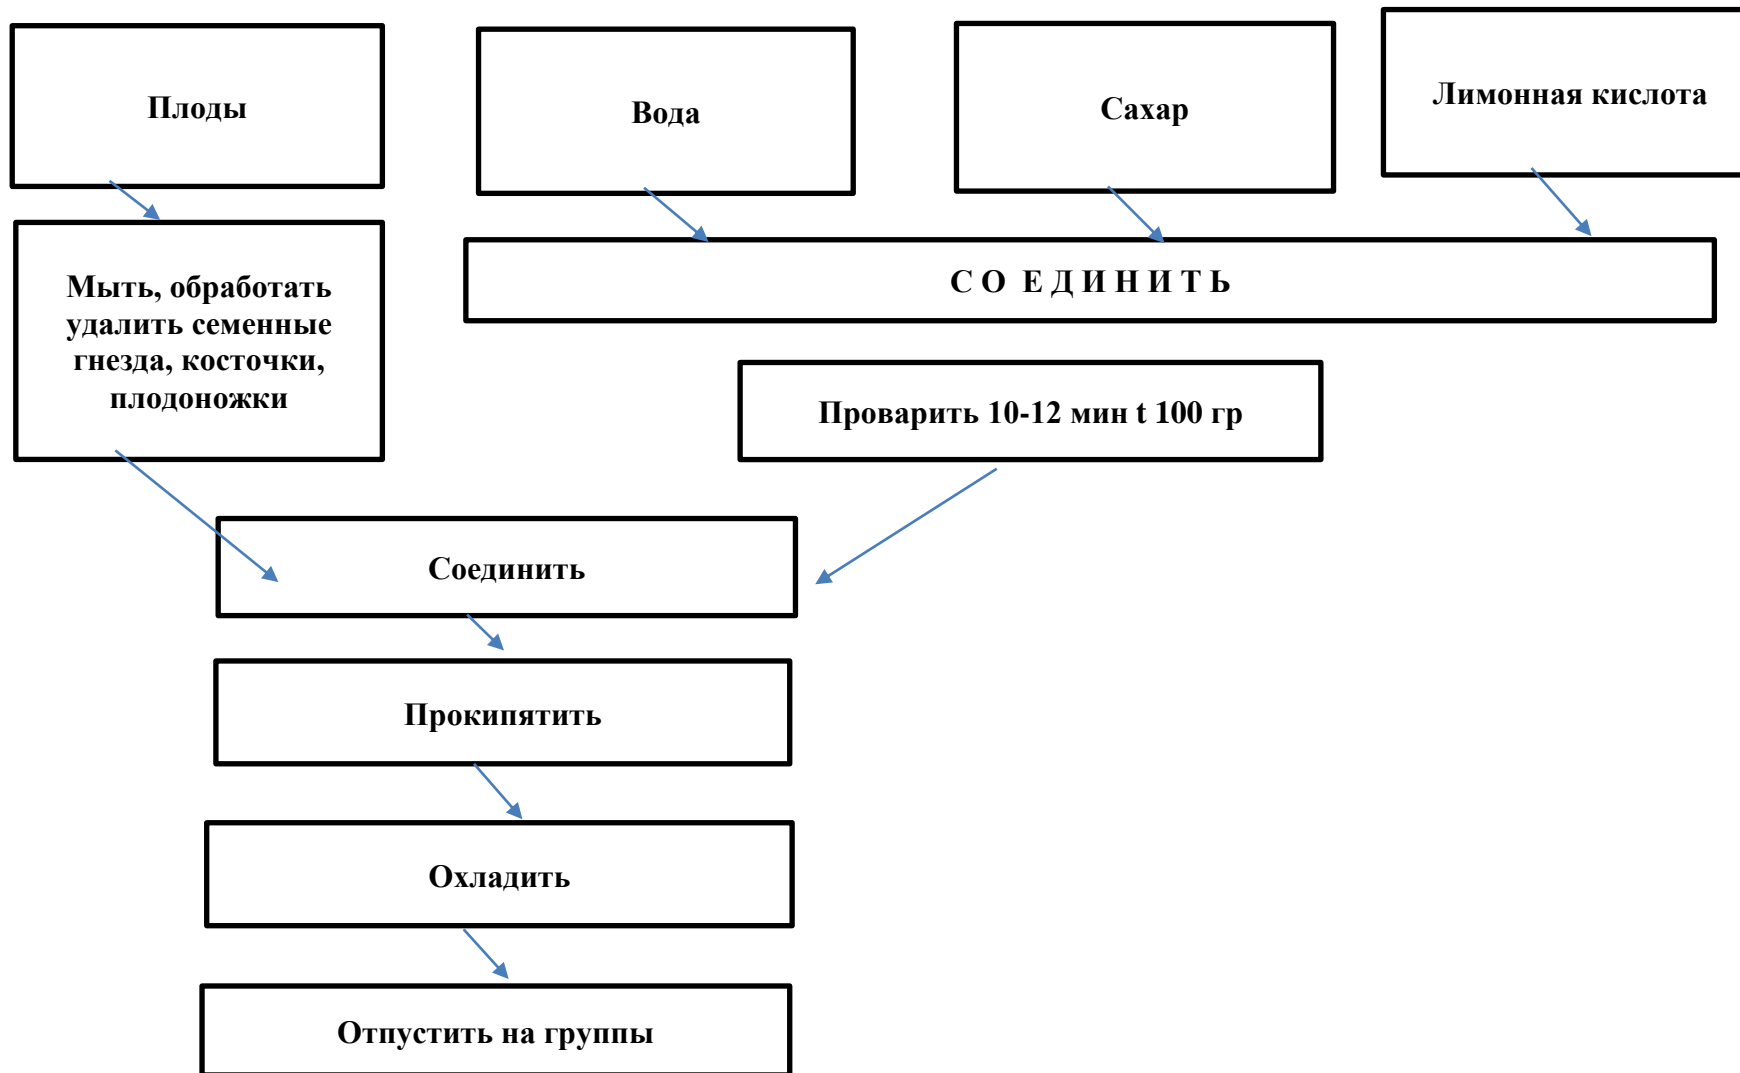 Плоды
Вода
Сахар
Лимонная кислота
Мыть, обработать
удалить семенные
гнезда, косточки,
плодоножки
С О Е Д И Н И Т Ь
Проварить 10-12 мин t 100 гр
Соединить
Прокипятить
Охладить
Отпустить на группы